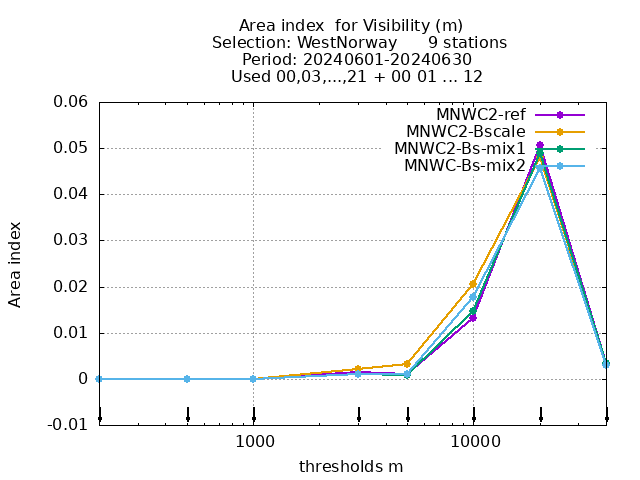 Area index  for Visibility (m)
Selection: WestNorway      9 stations
Period: 20240601-20240630
Used 00,03,...,21 + 00 01 ... 12
MNWC2-ref
MNWC2-Bscale
MNWC2-Bs-mix1
MNWC-Bs-mix2
0.06
0.05
0.04
0.03
0.02
0.01
0
-0.01
Area index
1000 10000
thresholds m